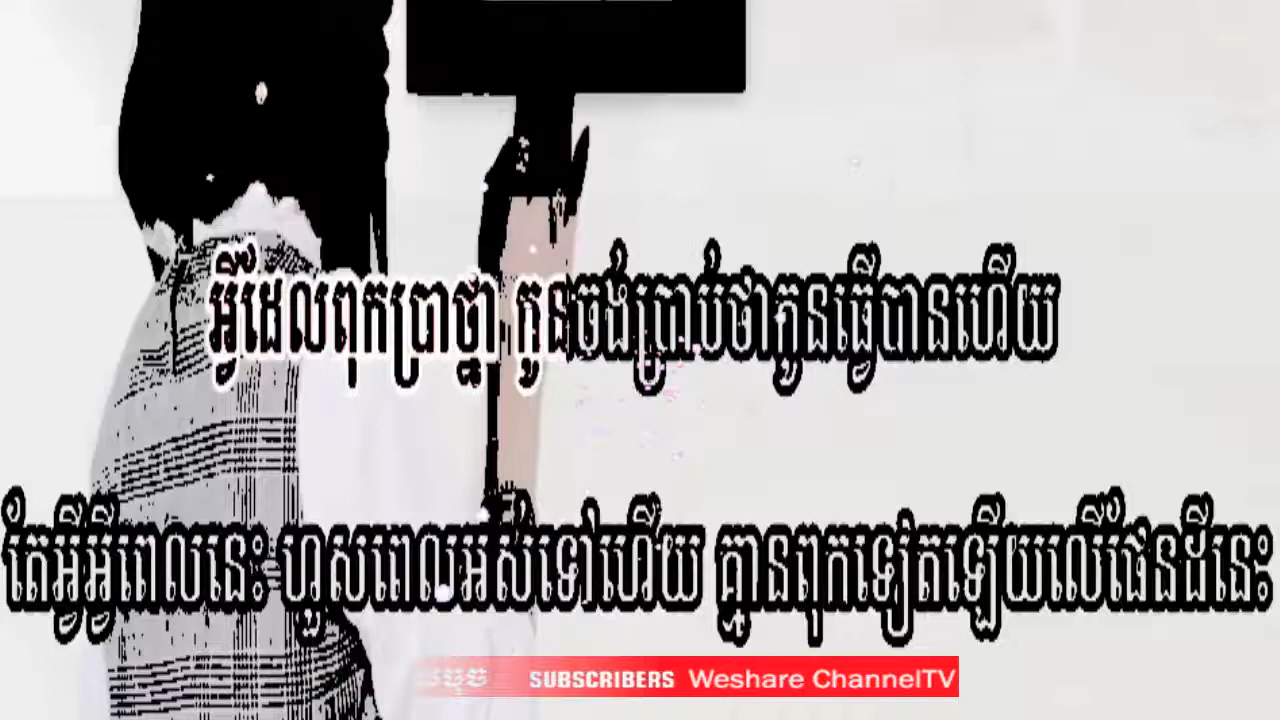 អ្វីដែលពុកប្រាថ្នា កូនចង់ប្រាប់ថាកូនធ្វើបានហើយ
តែអ្វីអ្វីពេលនេះ ហួសពេលអស់ទៅហើយ គ្មានពុកទៀតឡើយលើផែនដីនេះ
SUBSCRIBERS Weshare ChannelTV